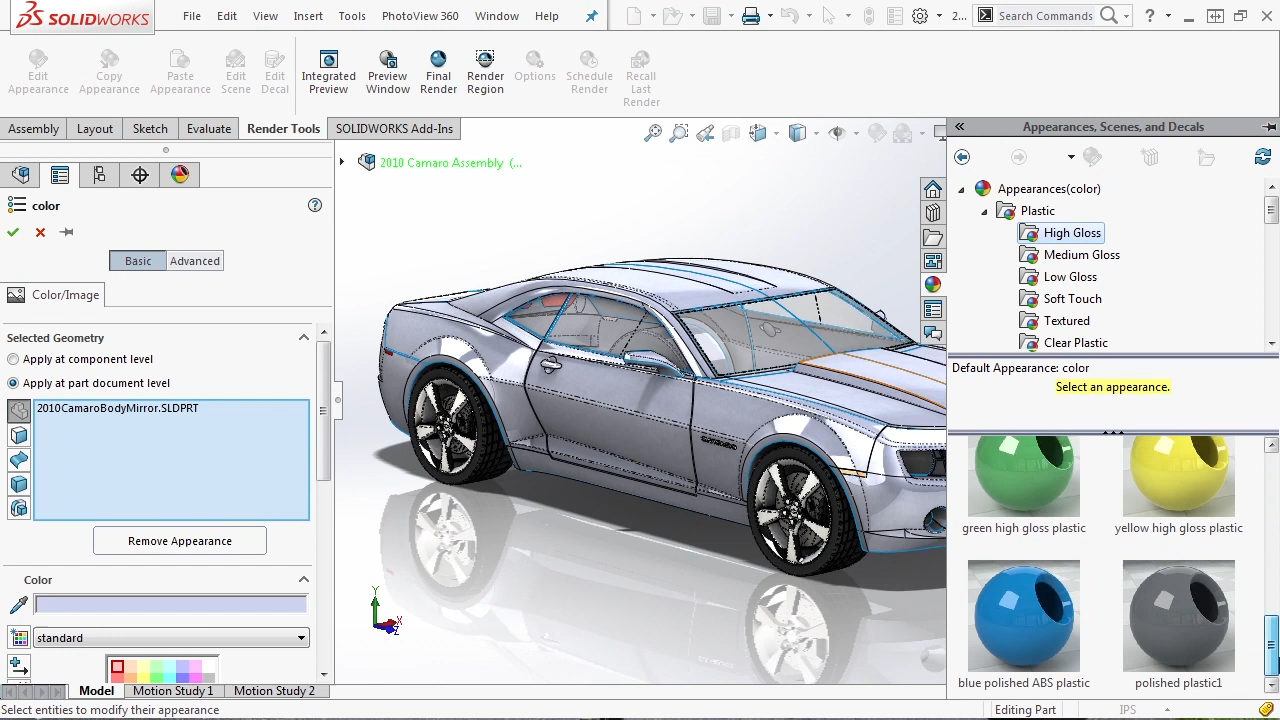 SOLIDWORKS File Edit View Insert Tools PhotoView 360 Window Help 2... Search Commands ?
Edit Appearance
Copy Appearance
Paste Appearance
Edit Scene
Edit Decal
Integrated Preview
Preview Window
Final Render
Render Region
Options
Schedule Render
Recall Last Render
Assembly Layout Sketch Evaluate Render Tools SOLIDWORKS Add-Ins
2010 Camaro Assembly (...
color
?
Basic Advanced
Color/Image
Selected Geometry
Apply at component level
Apply at part document level
2010CamaroBodyMirror.SLDPRT
Remove Appearance
Color
standard
Model Motion Study 1 Motion Study 2
Select entities to modify their appearance
CAMARO
Y
X
Z
Appearances, Scenes, and Decals
Appearances(color)
Plastic
High Gloss
Medium Gloss
Low Gloss
Soft Touch
Textured
Clear Plastic
Default Appearance: color
Select an appearance.
green high gloss plastic yellow high gloss plastic
blue polished ABS plastic polished plastic1
Editing Part IPS